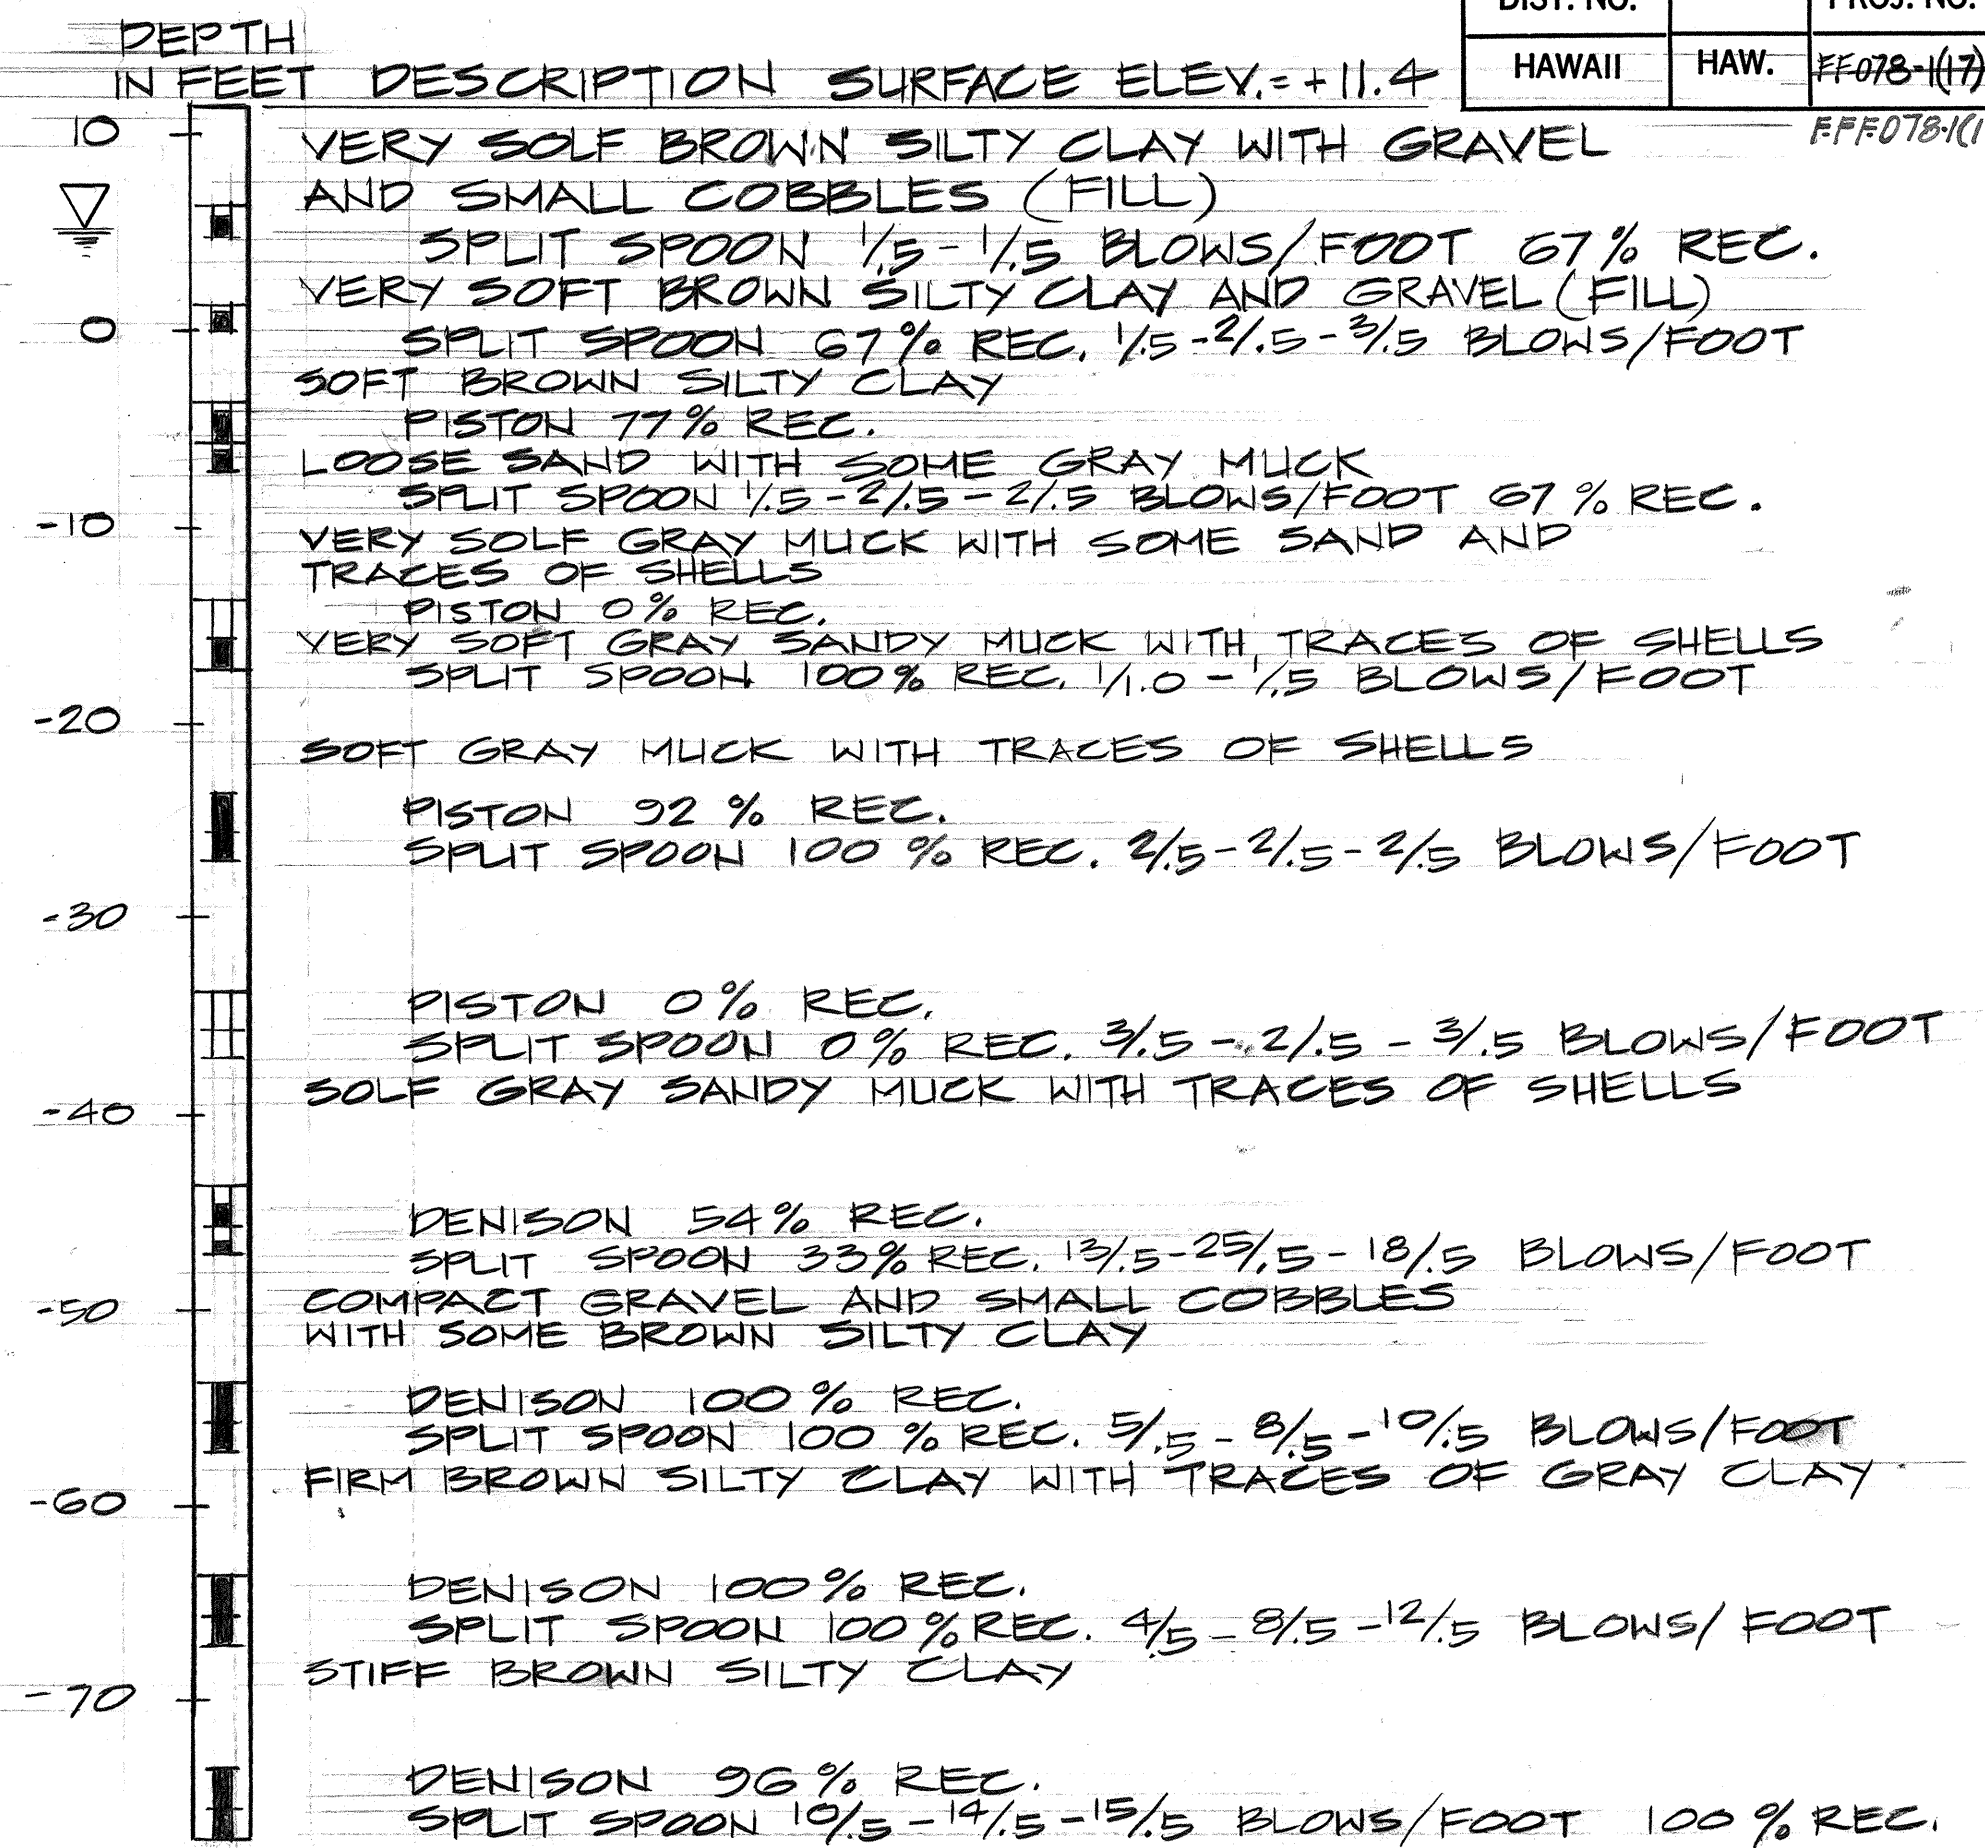 DIST. NO. PROJ. NO.
HAWAII HAW. FF078-1(17)
F.F.F.078-1(1
DEPTH
IN FEET DESCRIPTION SURFACE ELEV.= +11.4
10 VERY SOLF BROWN SILTY CLAY WITH GRAVEL
AND SMALL COBBLES (FILL)
SPLIT SPOON 1/.5 - 1/.5 BLOWS/FOOT 67% REC.
VERY SOFT BROWN SILTY CLAY AND GRAVEL (FILL)
0 SPLIT SPOON 67% REC. 1/.5 - 2/.5 - 3/.5 BLOWS/FOOT
SOFT BROWN SILTY CLAY
PISTON 77% REC.
LOOSE SAND WITH SOME GRAY MUCK
SPLIT SPOON 1/.5 - 2/.5 - 2/.5 BLOWS/FOOT 67% REC.
-10 VERY SOLF GRAY MUCK WITH SOME SAND AND
TRACES OF SHELLS
PISTON 0% REC.
VERY SOFT GRAY SANDY MUCK WITH TRACES OF SHELLS
SPLIT SPOON 100% REC. 1/1.0 - 1/.5 BLOWS/FOOT
-20
SOFT GRAY MUCK WITH TRACES OF SHELLS
PISTON 92% REC.
SPLIT SPOON 100% REC. 2/.5 - 2/.5 - 2/.5 BLOWS/FOOT
-30
PISTON 0% REC.
SPLIT SPOON 0% REC. 3/.5 - 2/.5 - 3/.5 BLOWS/FOOT
-40 SOLF GRAY SANDY MUCK WITH TRACES OF SHELLS
DENISON 54% REC.
SPLIT SPOON 33% REC. 13/.5 - 25/.5 - 18/.5 BLOWS/FOOT
-50 COMPACT GRAVEL AND SMALL COBBLES
WITH SOME BROWN SILTY CLAY
DENISON 100% REC.
SPLIT SPOON 100% REC. 5/.5 - 8/.5 - 10/.5 BLOWS/FOOT
FIRM BROWN SILTY CLAY WITH TRACES OF GRAY CLAY
-60
DENISON 100% REC.
SPLIT SPOON 100% REC. 4/.5 - 8/.5 - 12/.5 BLOWS/FOOT
STIFF BROWN SILTY CLAY
-70
DENISON 96% REC.
SPLIT SPOON 10/.5 - 14/.5 - 15/.5 BLOWS/FOOT 100% REC.